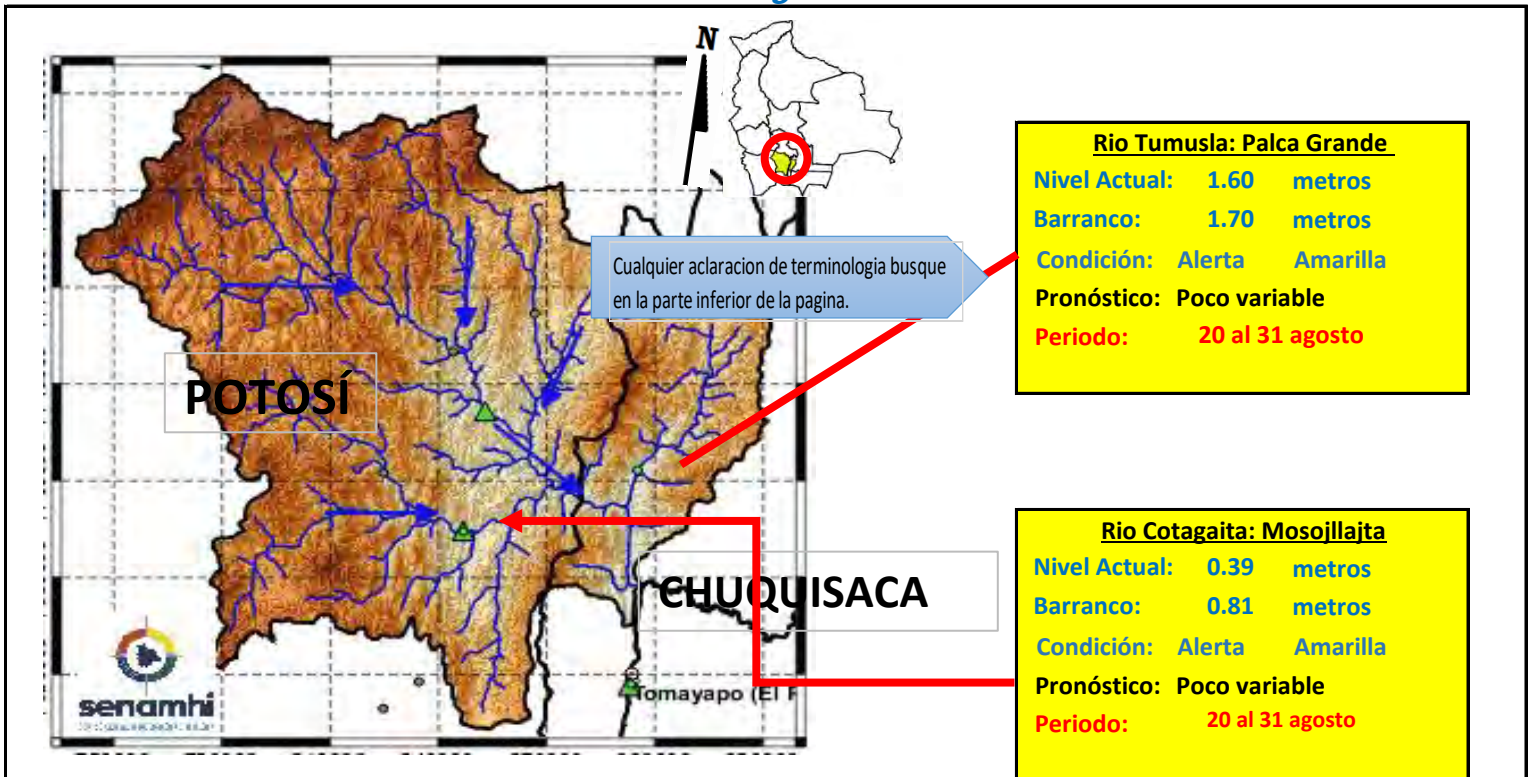 N
Cualquier aclaracion de terminologia busque
en la parte inferior de la pagina.
POTOSÍ
CHUQUISACA
Tomayapo (El
senamhi
Rio Tumusla: Palca Grande
Nivel Actual: 1.60 metros
Barranco: 1.70 metros
Condición: Alerta Amarilla
Pronóstico: Poco variable
Periodo: 20 al 31 agosto
Rio Cotagaita: Mosojllajta
Nivel Actual: 0.39 metros
Barranco: 0.81 metros
Condición: Alerta Amarilla
Pronóstico: Poco variable
Periodo: 20 al 31 agosto